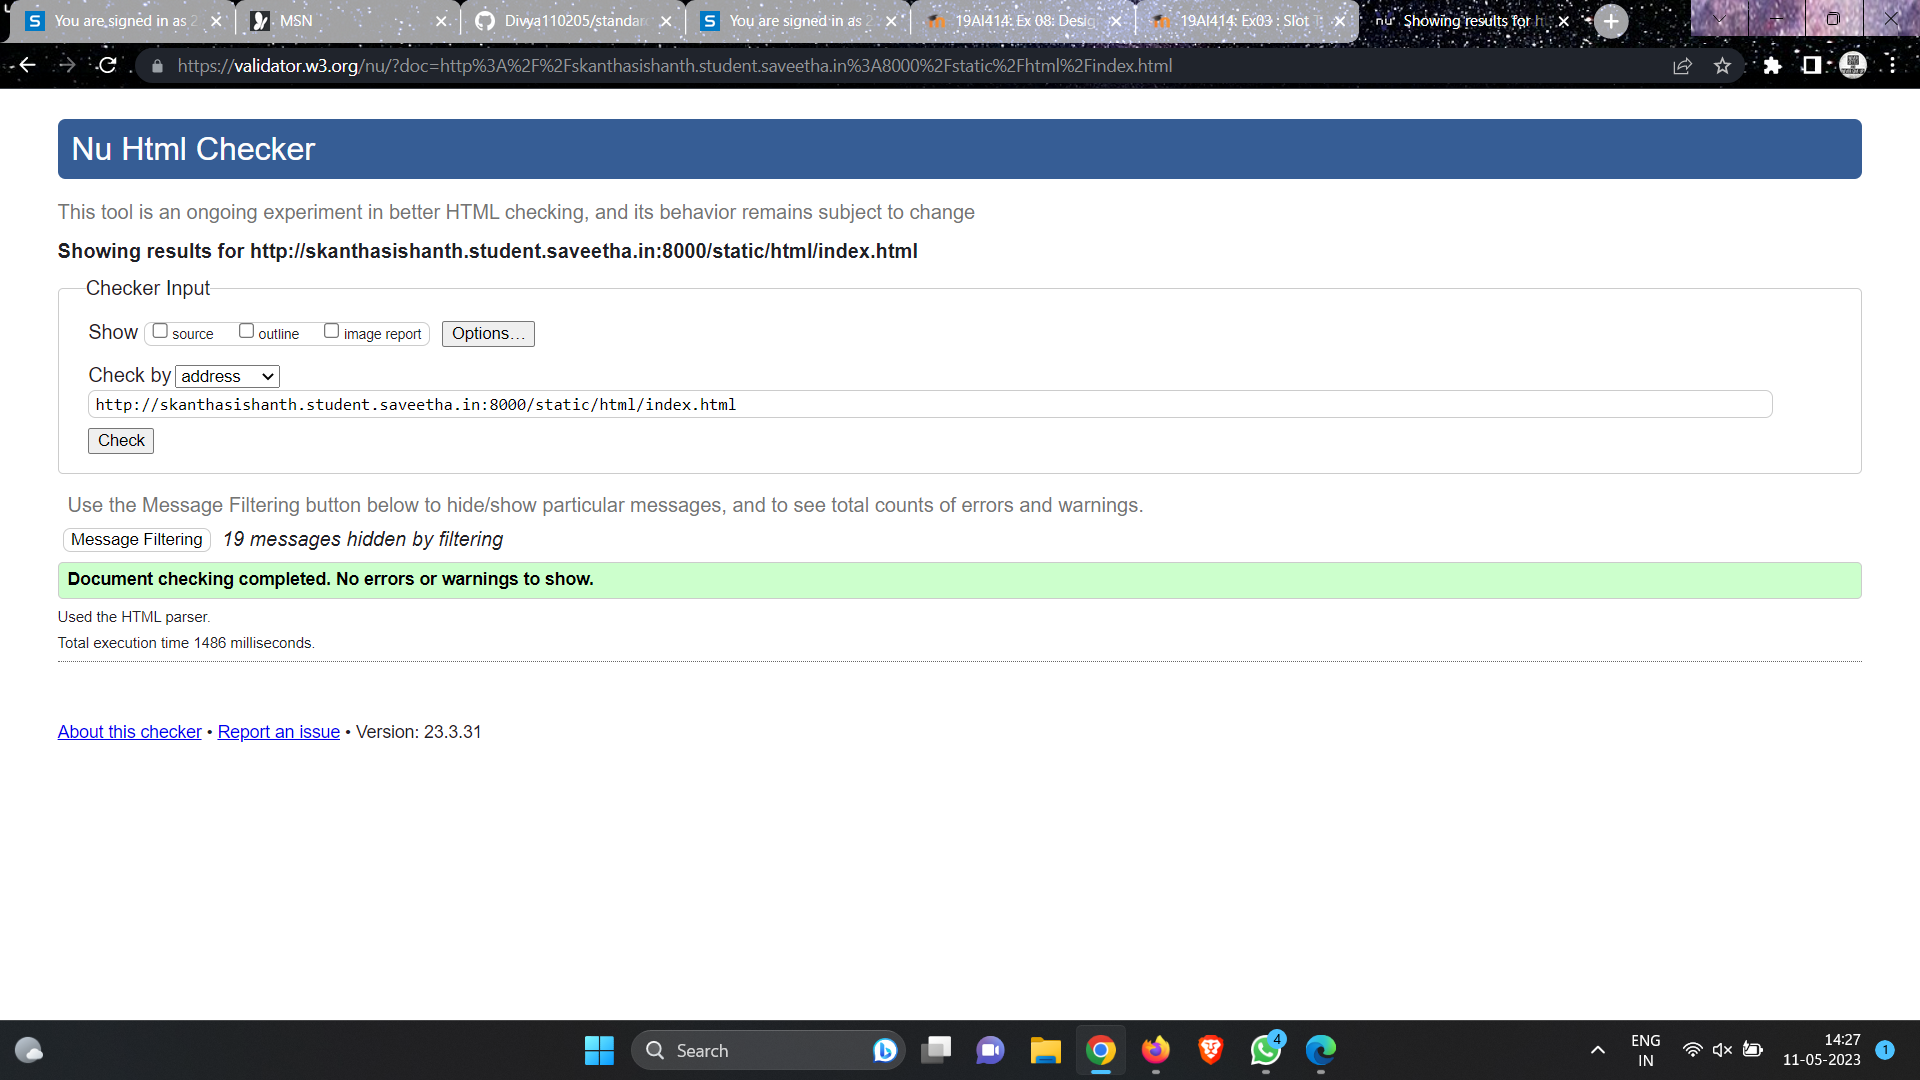 You are signed in as 2
MSN
Divya110205/standar
You are signed in as 2
19AI414: Ex 08: Desig
19AI414: Ex03 : Slot
nu Showing results for h
https://validator.w3.org/nu/?doc=http%3A%2F%2Fskanthasishanth.student.saveetha.in%3A8000%2Fstatic%2Fhtml%2Findex.html
Nu Html Checker
This tool is an ongoing experiment in better HTML checking, and its behavior remains subject to change
Showing results for http://skanthasishanth.student.saveetha.in:8000/static/html/index.html
Checker Input
Show source outline image report Options…
Check by address
http://skanthasishanth.student.saveetha.in:8000/static/html/index.html
Check
Use the Message Filtering button below to hide/show particular messages, and to see total counts of errors and warnings.
Message Filtering 19 messages hidden by filtering
Document checking completed. No errors or warnings to show.
Used the HTML parser.
Total execution time 1486 milliseconds.
About this checker • Report an issue • Version: 23.3.31
Search
4
ENG
IN
14:27
11-05-2023
1